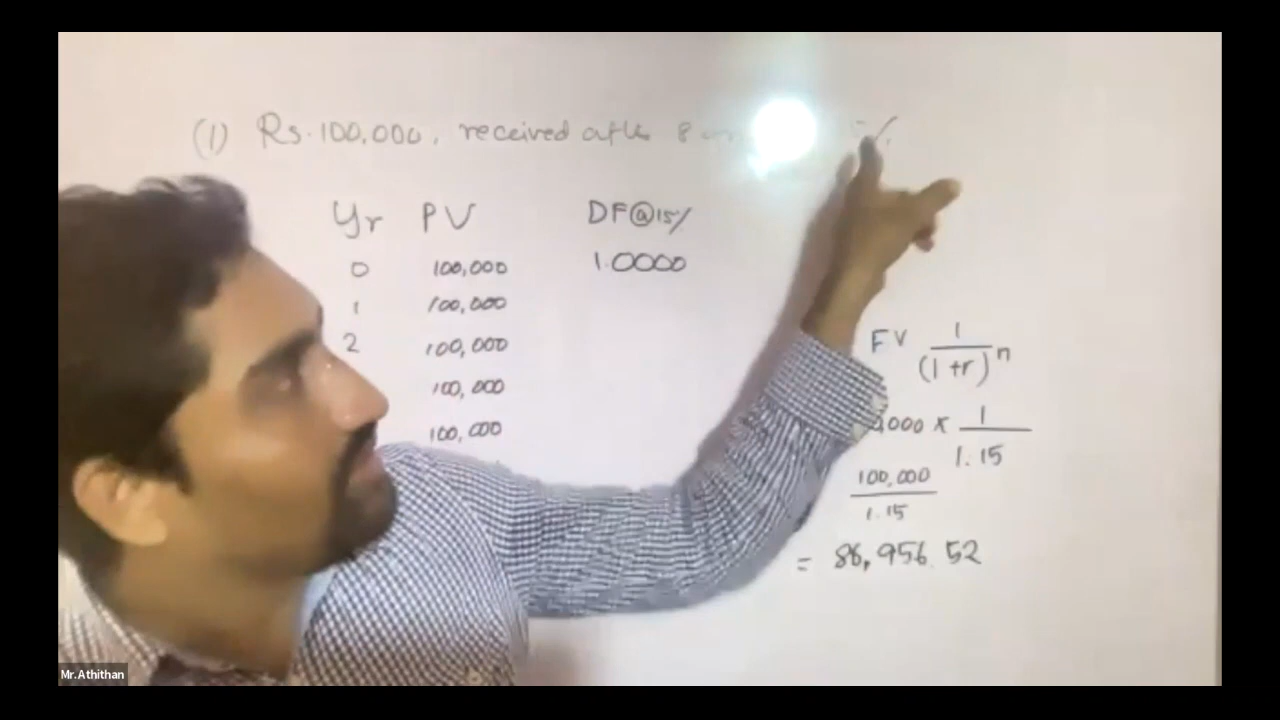 (1) Rs. 100,000, received after 8
Yr PV DF@15%
0 100,000 1.0000
1 100,000
2 100,000
100,000
100,000
FV 1/(1+r)^n
000 × 1/1.15
100,000/1.15
= 86,956.52
Mr.Athithan